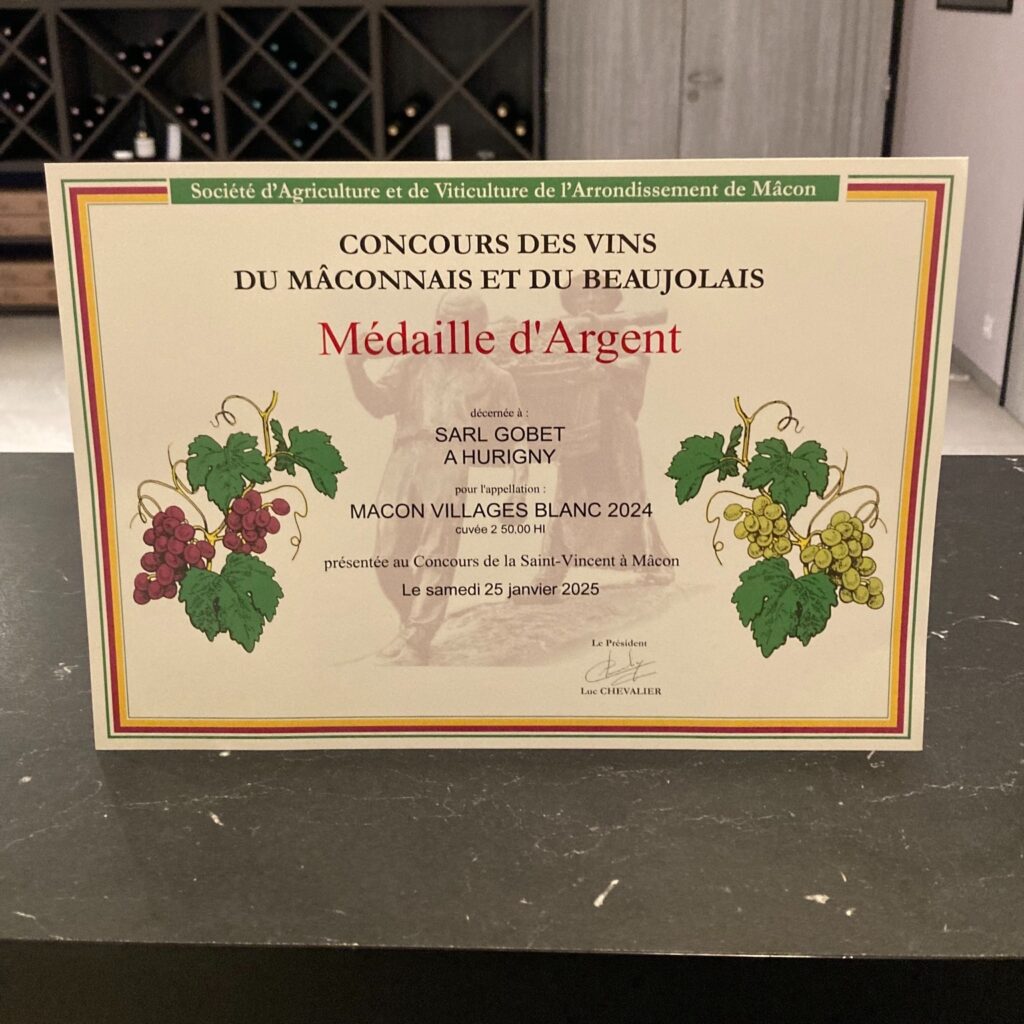 Société d'Agriculture et de Viticulture de l'Arrondissement de Mâcon
CONCOURS DES VINS
DU MÂCONNAIS ET DU BEAUJOLAIS
Médaille d'Argent
décernée à :
SARL GOBET
A HURIGNY
pour l'appellation :
MACON VILLAGES BLANC 2024
cuvée 2 50.00 Hl
présentée au Concours de la Saint-Vincent à Mâcon
Le samedi 25 janvier 2025
Le Président
Luc CHEVALIER